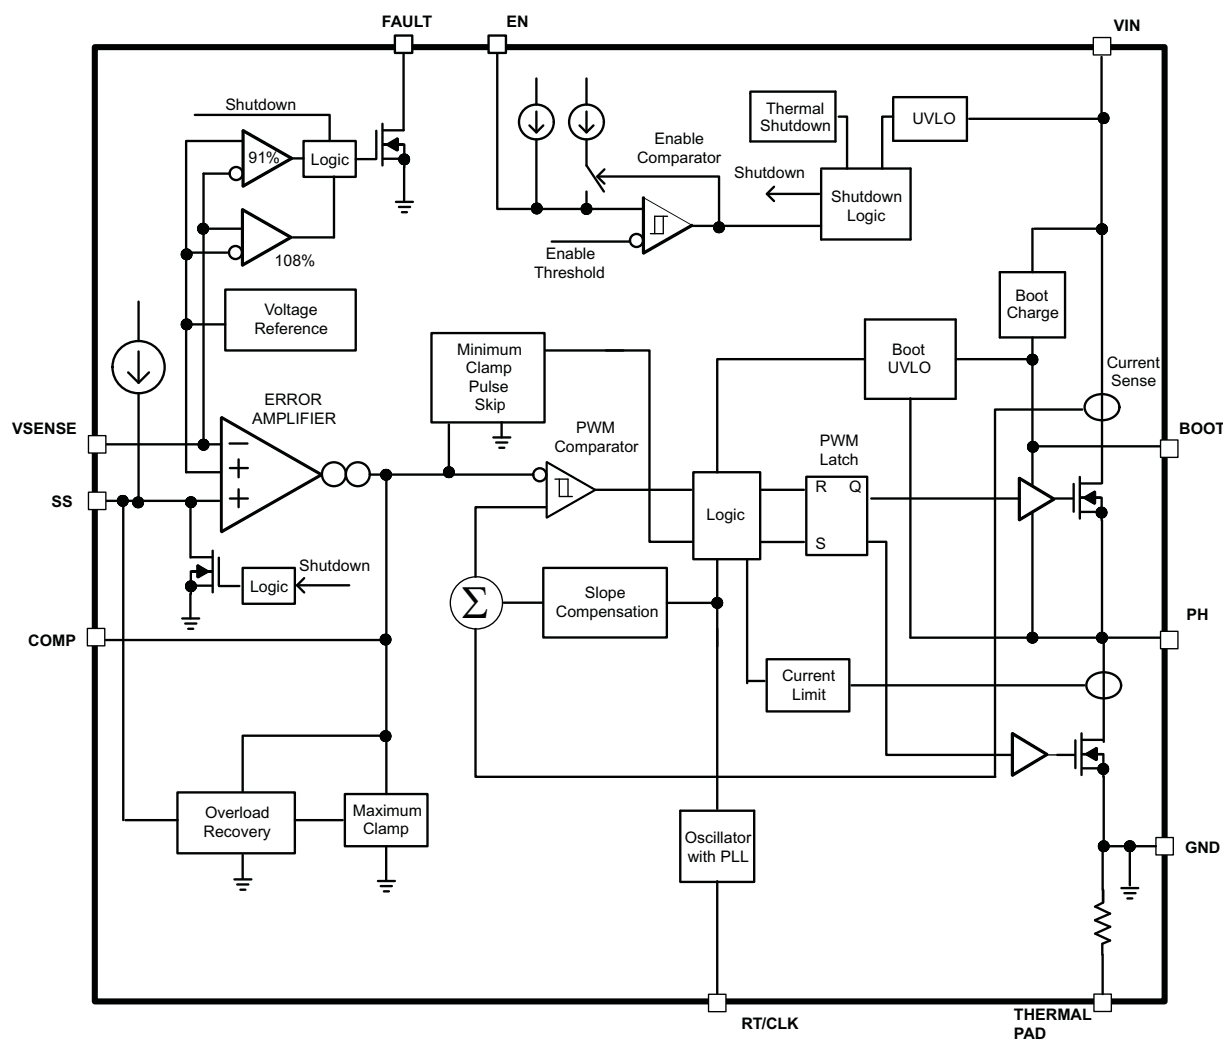 FAULT
EN
VIN
Shutdown
91%
Logic
108%
Enable
Comparator
Thermal
Shutdown
UVLO
Shutdown
Shutdown
Logic
Enable
Threshold
Voltage
Reference
Boot
Charge
Minimum
Clamp
Pulse
Skip
Boot
UVLO
Current
Sense
ERROR
AMPLIFIER
VSENSE
−
+
+
SS
PWM
Comparator
PWM
Latch
BOOT
Logic
R Q
S
Shutdown
Logic
Σ
Slope
Compensation
COMP
PH
Current
Limit
Overload
Recovery
Maximum
Clamp
Oscillator
with PLL
GND
RT/CLK
THERMAL
PAD